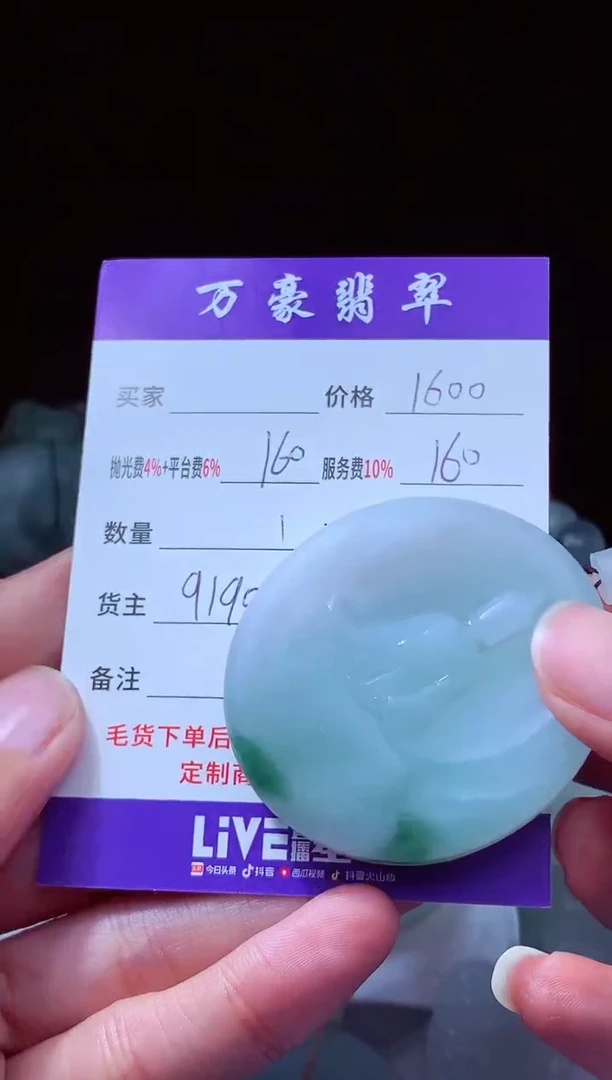 万豪翡翠
买家 价格 1600
抛光费4%+平台费6% 160 服务费10% 160
数量 1
货主 919
备注
毛货下单后
定制商
LiVE
今日头条 抖音 西瓜视频 抖音火山